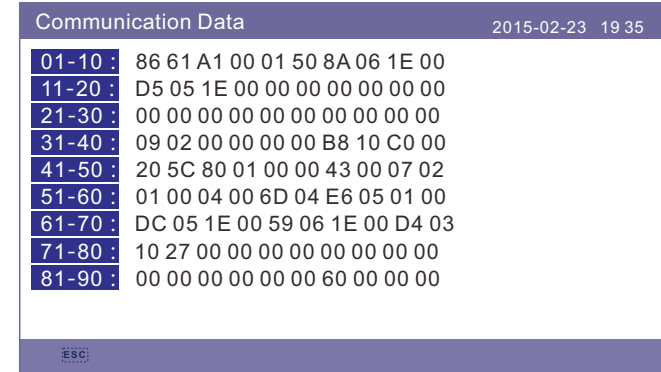 Communication Data 2015-02-23 19 35
01-10 : 86 61 A1 00 01 50 8A 06 1E 00
11-20 : D5 05 1E 00 00 00 00 00 00 00
21-30 : 00 00 00 00 00 00 00 00 00 00
31-40 : 09 02 00 00 00 00 B8 10 C0 00
41-50 : 20 5C 80 01 00 00 43 00 07 02
51-60 : 01 00 04 00 6D 04 E6 05 01 00
61-70 : DC 05 1E 00 59 06 1E 00 D4 03
71-80 : 10 27 00 00 00 00 00 00 00 00
81-90 : 00 00 00 00 00 00 60 00 00 00
ESC